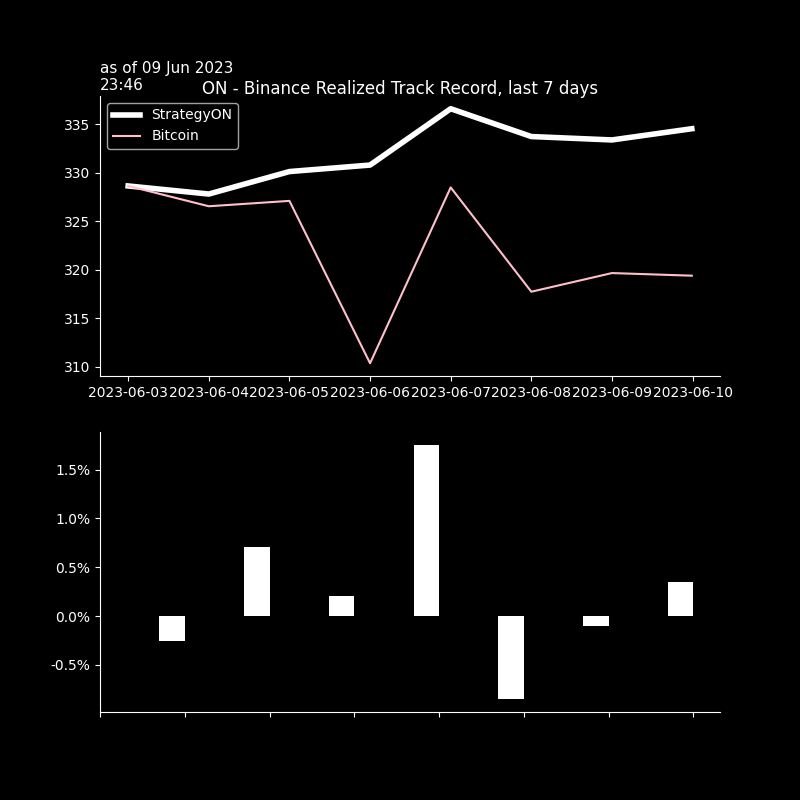 as of 09 Jun 2023
23:46
ON - Binance Realized Track Record, last 7 days
StrategyON
Bitcoin
335
330
325
320
315
310
2023-06-03 2023-06-04 2023-06-05 2023-06-06 2023-06-07 2023-06-08 2023-06-09 2023-06-10
1.5%
1.0%
0.5%
0.0%
-0.5%